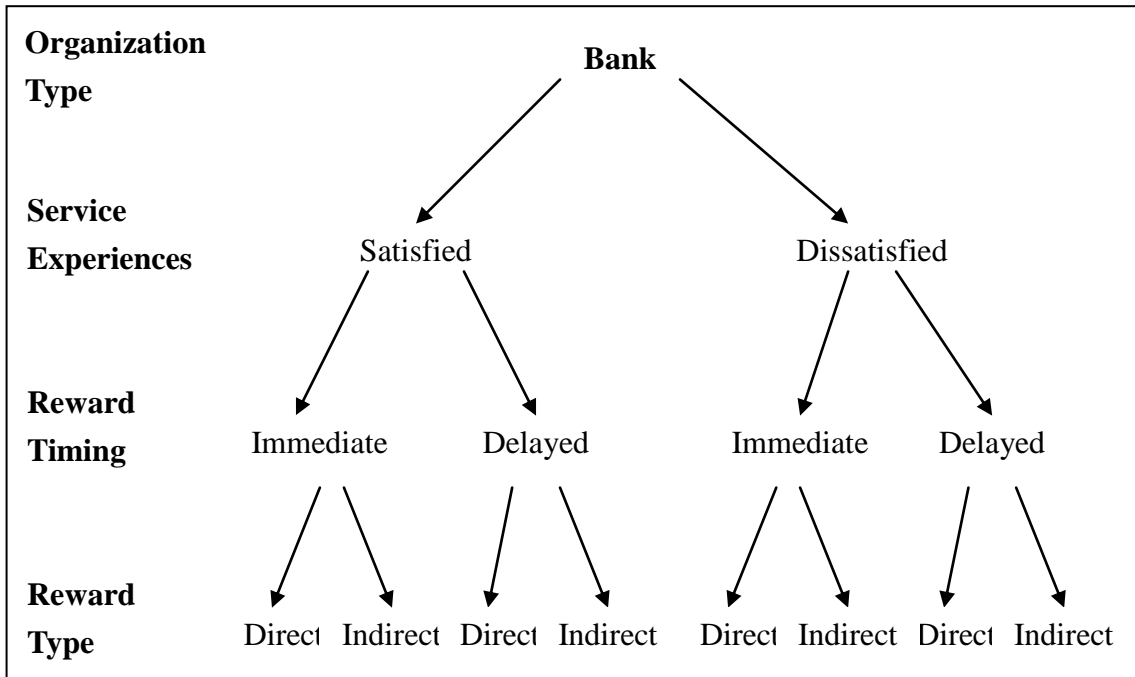 Organization
Type
Bank
Service
Experiences
Satisfied Dissatisfied
Reward
Timing
Immediate Delayed Immediate Delayed
Reward
Type
Direct Indirect Direct Indirect Direct Indirect Direct Indirect